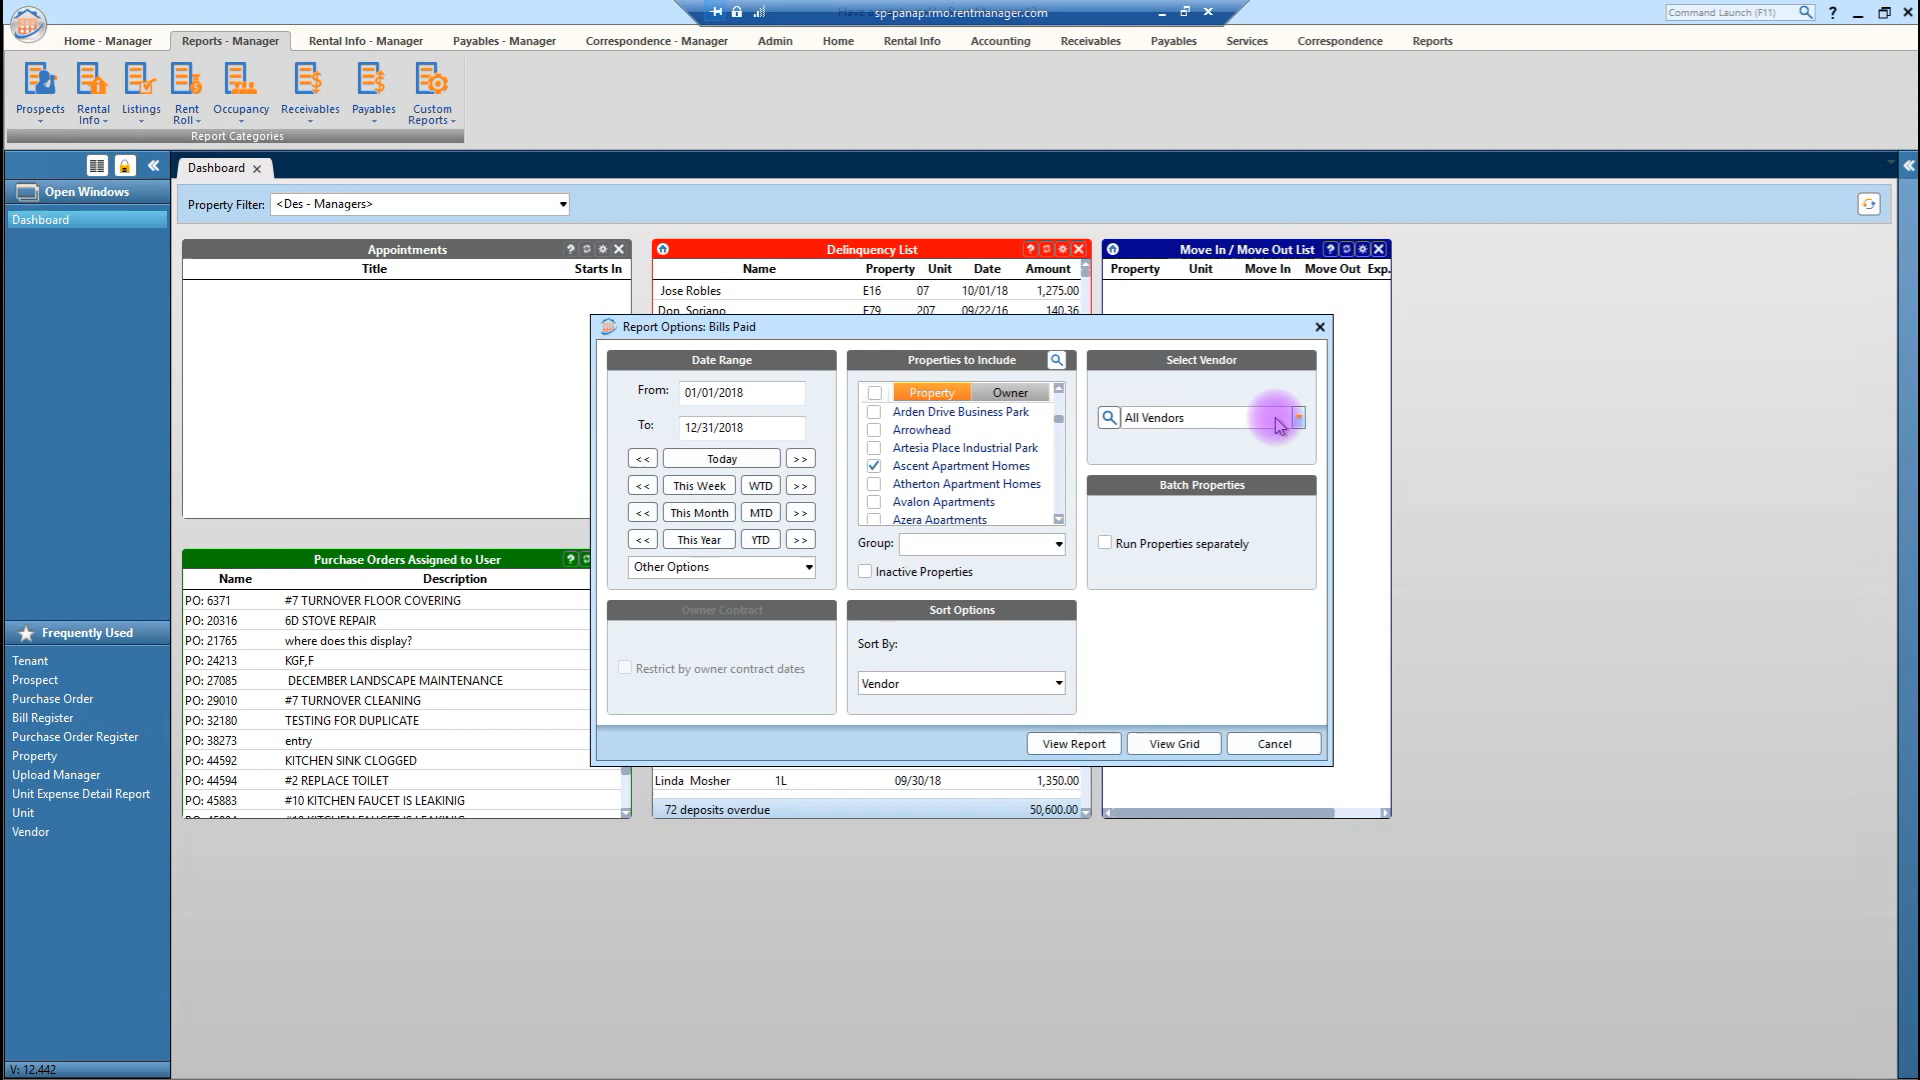 sp-panap.rmo.rentmanager.com
Command Launch (F11)
?
Home - Manager
Reports - Manager
Rental Info - Manager
Payables - Manager
Correspondence - Manager
Admin
Home
Rental Info
Accounting
Receivables
Payables
Services
Correspondence
Reports
Prospects
Rental Info
Listings
Rent Roll
Occupancy
Receivables
Payables
Custom Reports
Report Categories
Open Windows
Dashboard
Dashboard
Property Filter:
<Des - Managers>
Appointments
Title
Starts In
Delinquency List
Name
Property
Unit
Date
Amount
Jose Robles
E16
07
10/01/18
1,275.00
Don Soriano
E79
207
09/22/16
140.36
Move In / Move Out List
Property
Unit
Move In
Move Out
Exp.
Report Options: Bills Paid
Date Range
From:
01/01/2018
To:
12/31/2018
<<
Today
>>
<<
This Week
WTD
>>
<<
This Month
MTD
>>
<<
This Year
YTD
>>
Other Options
Properties to Include
Property
Owner
Arden Drive Business Park
Arrowhead
Artesia Place Industrial Park
Ascent Apartment Homes
Atherton Apartment Homes
Avalon Apartments
Azera Apartments
Group:
Inactive Properties
Select Vendor
All Vendors
Batch Properties
Run Properties separately
Owner Contract
Restrict by owner contract dates
Sort Options
Sort By:
Vendor
View Report
View Grid
Cancel
Purchase Orders Assigned to User
Name
Description
PO: 6371
#7 TURNOVER FLOOR COVERING
PO: 20316
6D STOVE REPAIR
PO: 21765
where does this display?
PO: 24213
KGF,F
PO: 27085
DECEMBER LANDSCAPE MAINTENANCE
PO: 29010
#7 TURNOVER CLEANING
PO: 32180
TESTING FOR DUPLICATE
PO: 38273
entry
PO: 44592
KITCHEN SINK CLOGGED
PO: 44594
#2 REPLACE TOILET
PO: 45883
#10 KITCHEN FAUCET IS LEAKINIG
Linda Mosher
1L
09/30/18
1,350.00
72 deposits overdue
50,600.00
Frequently Used
Tenant
Prospect
Purchase Order
Bill Register
Purchase Order Register
Property
Upload Manager
Unit Expense Detail Report
Unit
Vendor
V: 12.442